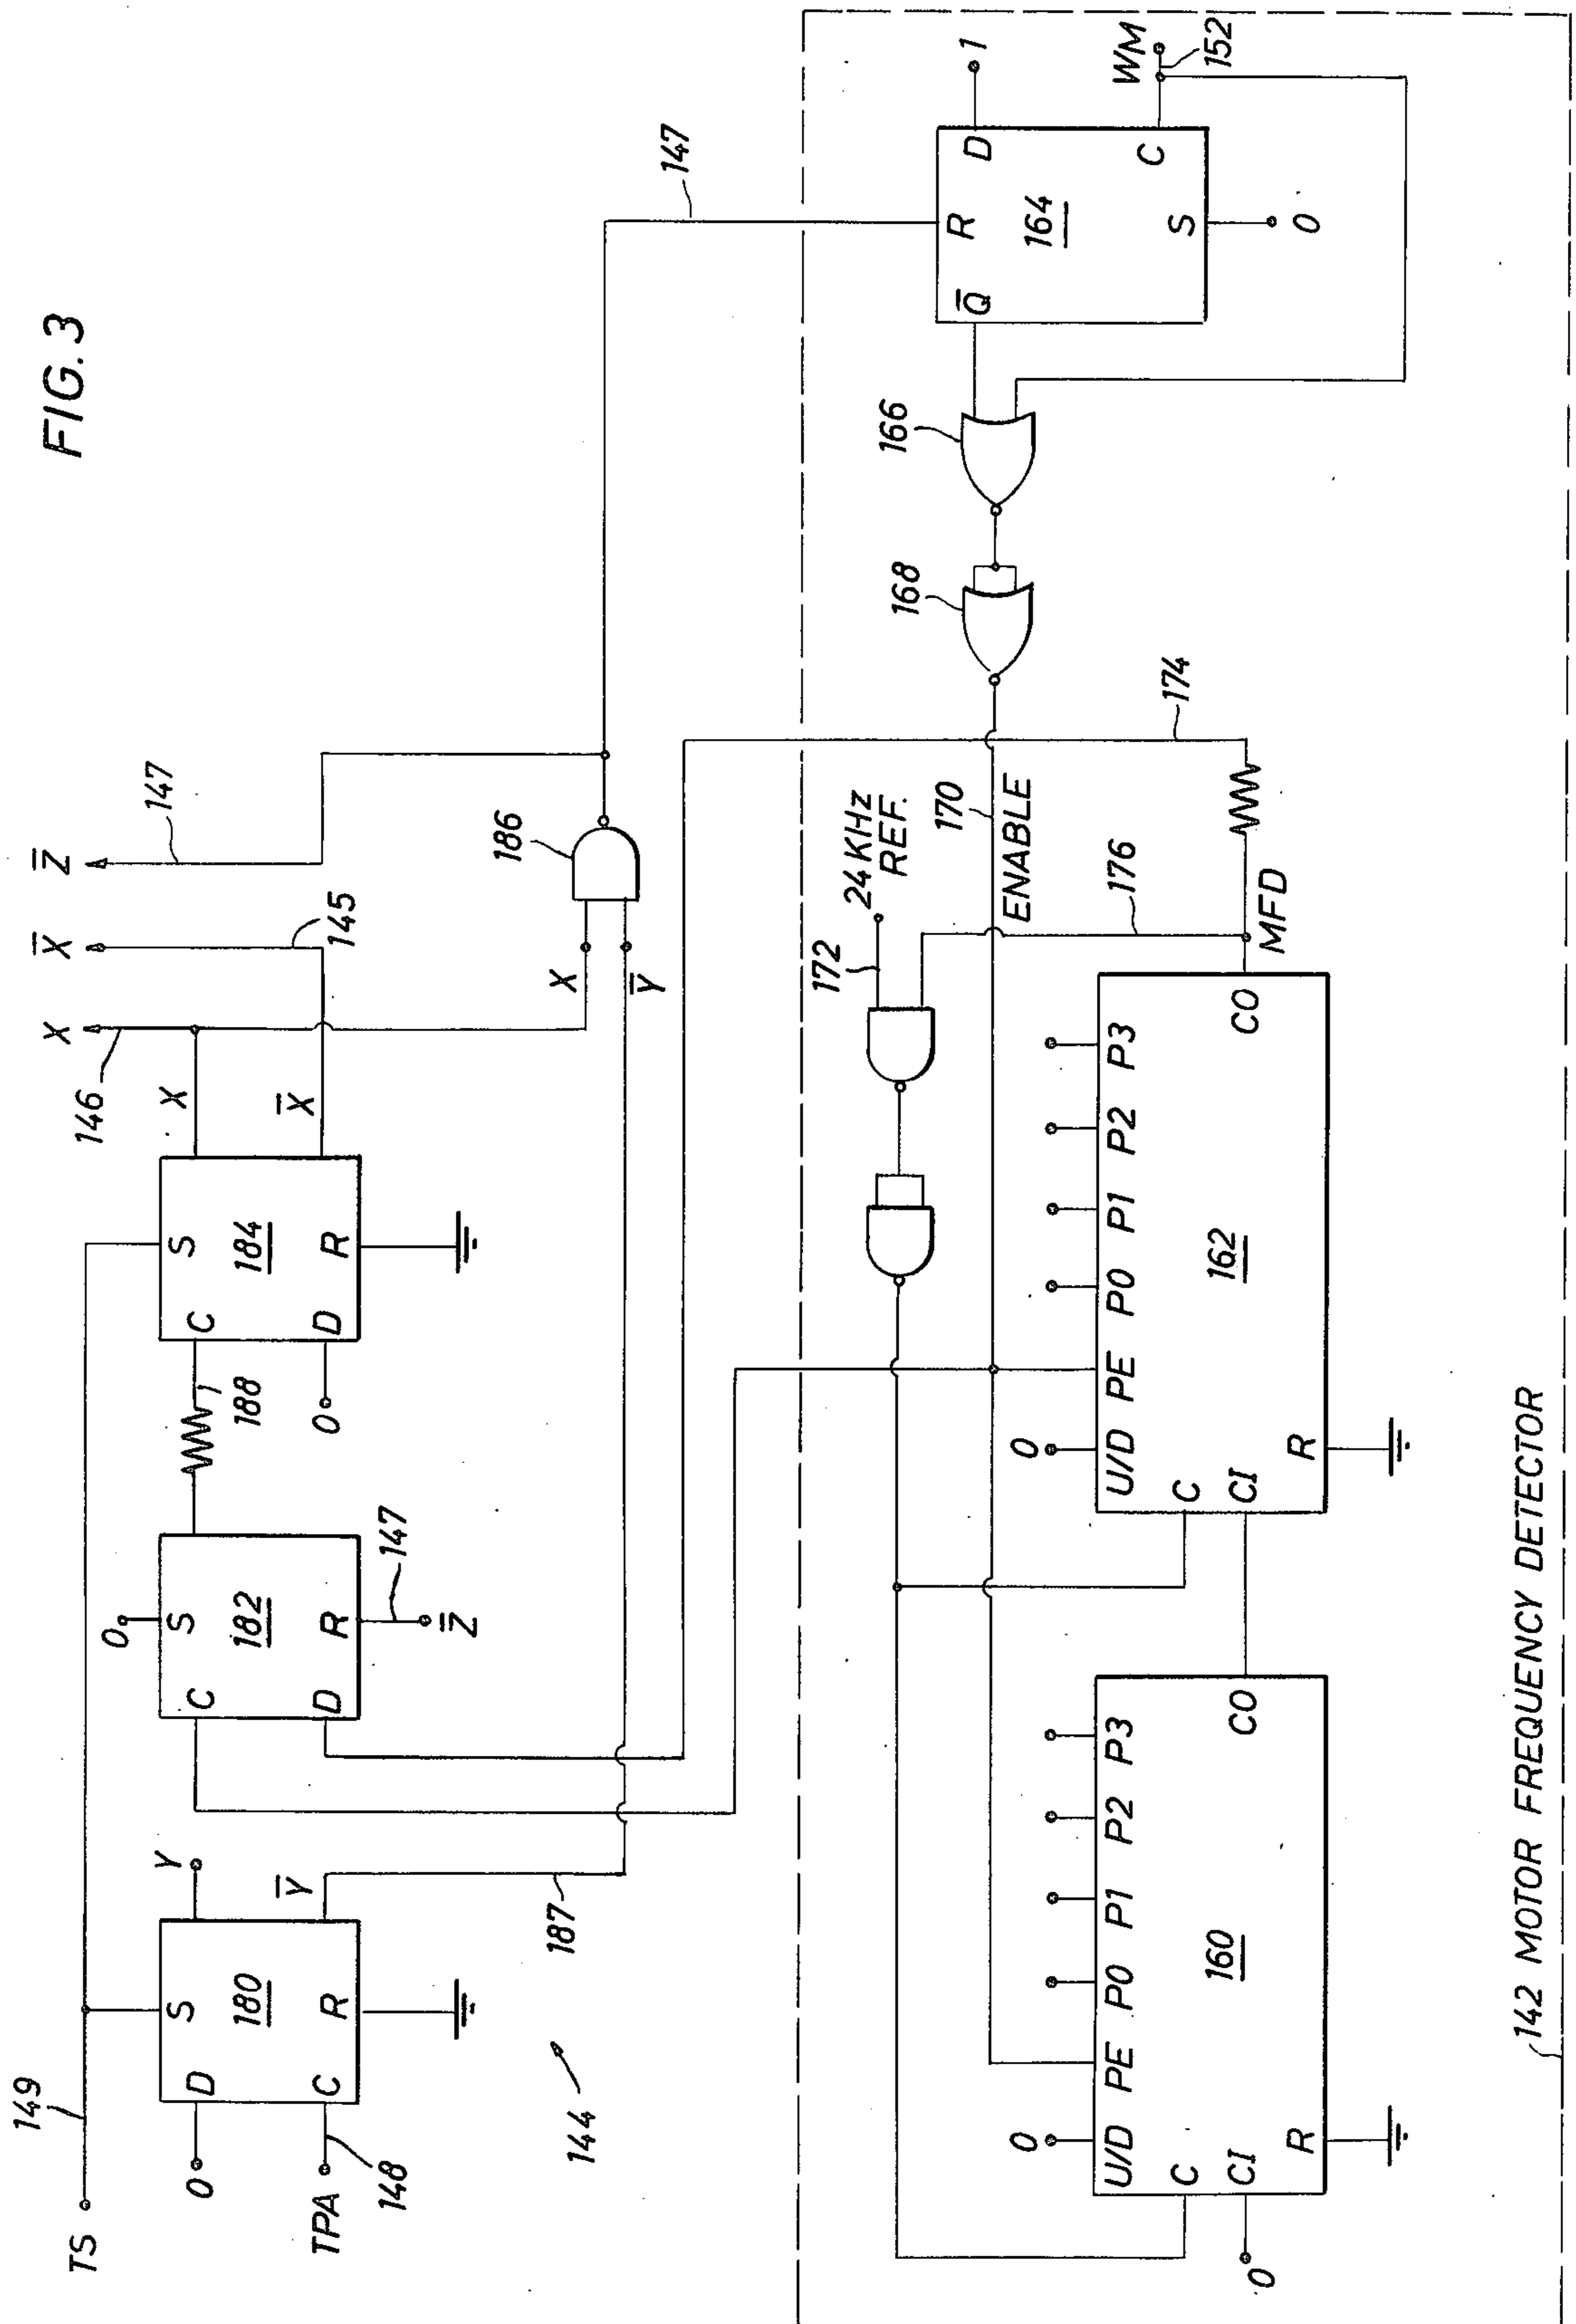 FIG. 3
149
TS
0
D
S
180
TPA
148
C
R
Y
Y̅
187
144
0
S
C
182
D
R
147
Z̅
188
0
S
C
184
D
R
X
X̅
146
X
X̅
145
Z̅
147
X
Y̅
186
147
24 KHz
REF.
172
170
ENABLE
176
MFD
174
168
166
Q̅
R
D
1
164
S
C
0
WM
152
0
U/D
PE
P0
P1
P2
P3
C
160
CI
CO
R
0
0
U/D
PE
P0
P1
P2
P3
C
162
CI
CO
R
142 MOTOR FREQUENCY DETECTOR